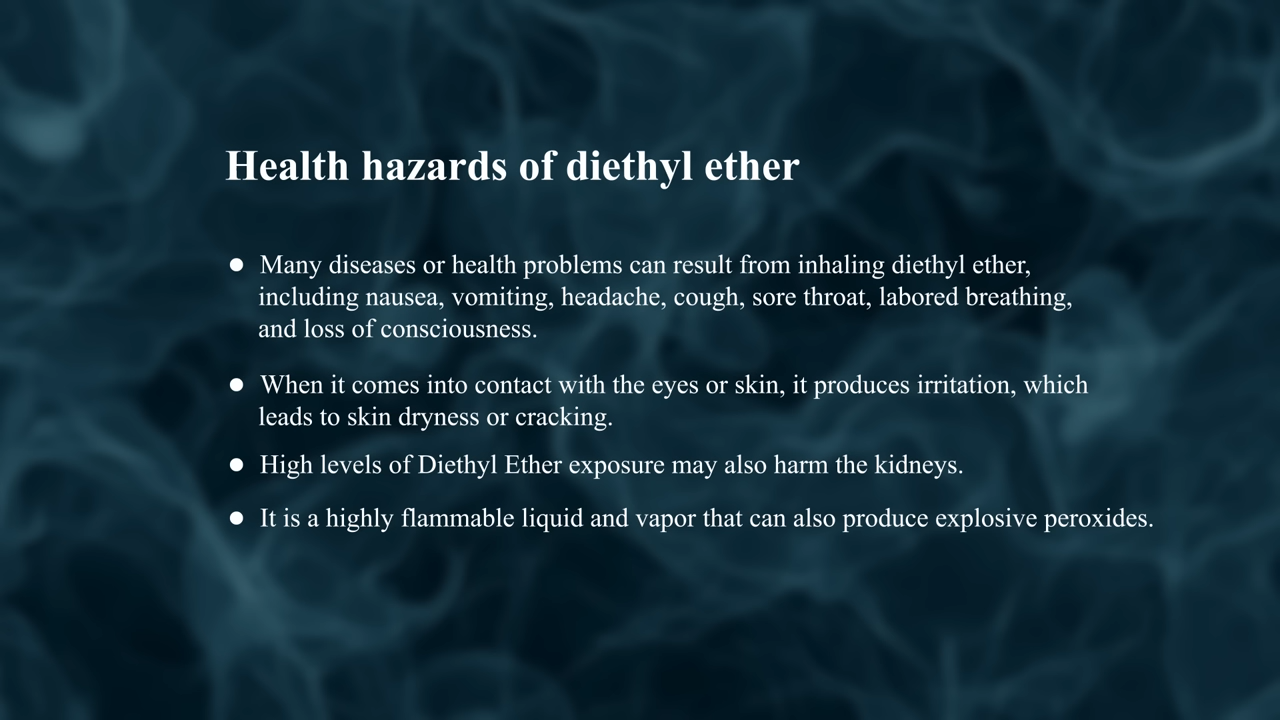 Health hazards of diethyl ether
● Many diseases or health problems can result from inhaling diethyl ether,
including nausea, vomiting, headache, cough, sore throat, labored breathing,
and loss of consciousness.
● When it comes into contact with the eyes or skin, it produces irritation, which
leads to skin dryness or cracking.
● High levels of Diethyl Ether exposure may also harm the kidneys.
● It is a highly flammable liquid and vapor that can also produce explosive peroxides.